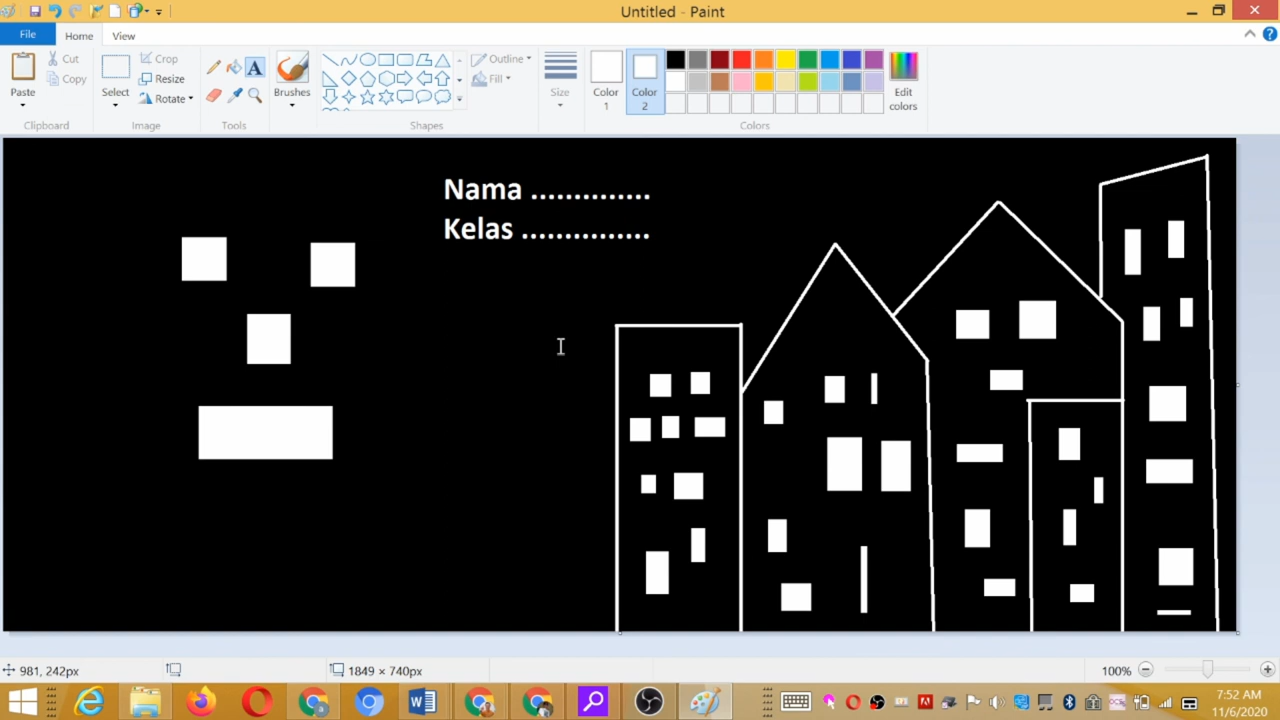 Untitled - Paint
File
Home
View
Paste
Cut
Copy
Clipboard
Select
Crop
Resize
Rotate
Image
A
Tools
Brushes
Outline
Fill
Shapes
Size
Color
1
Color
2
Edit
colors
Colors
Nama ..............
Kelas ...............
981, 242px
1849 × 740px
100%
7:52 AM
11/6/2020